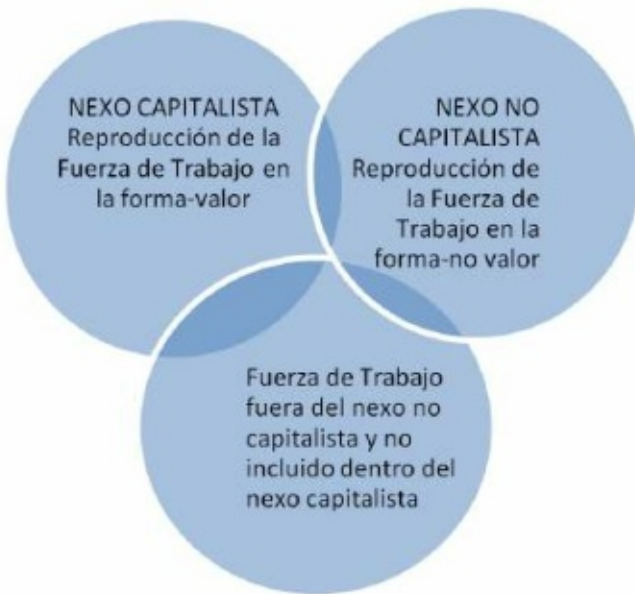 NEXO CAPITALISTA
Reproducción de la
Fuerza de Trabajo en
la forma-valor
NEXO NO
CAPITALISTA
Reproducción de
la Fuerza de
Trabajo en la
forma-no valor
Fuerza de Trabajo
fuera del nexo no
capitalista y no
incluido dentro del
nexo capitalista